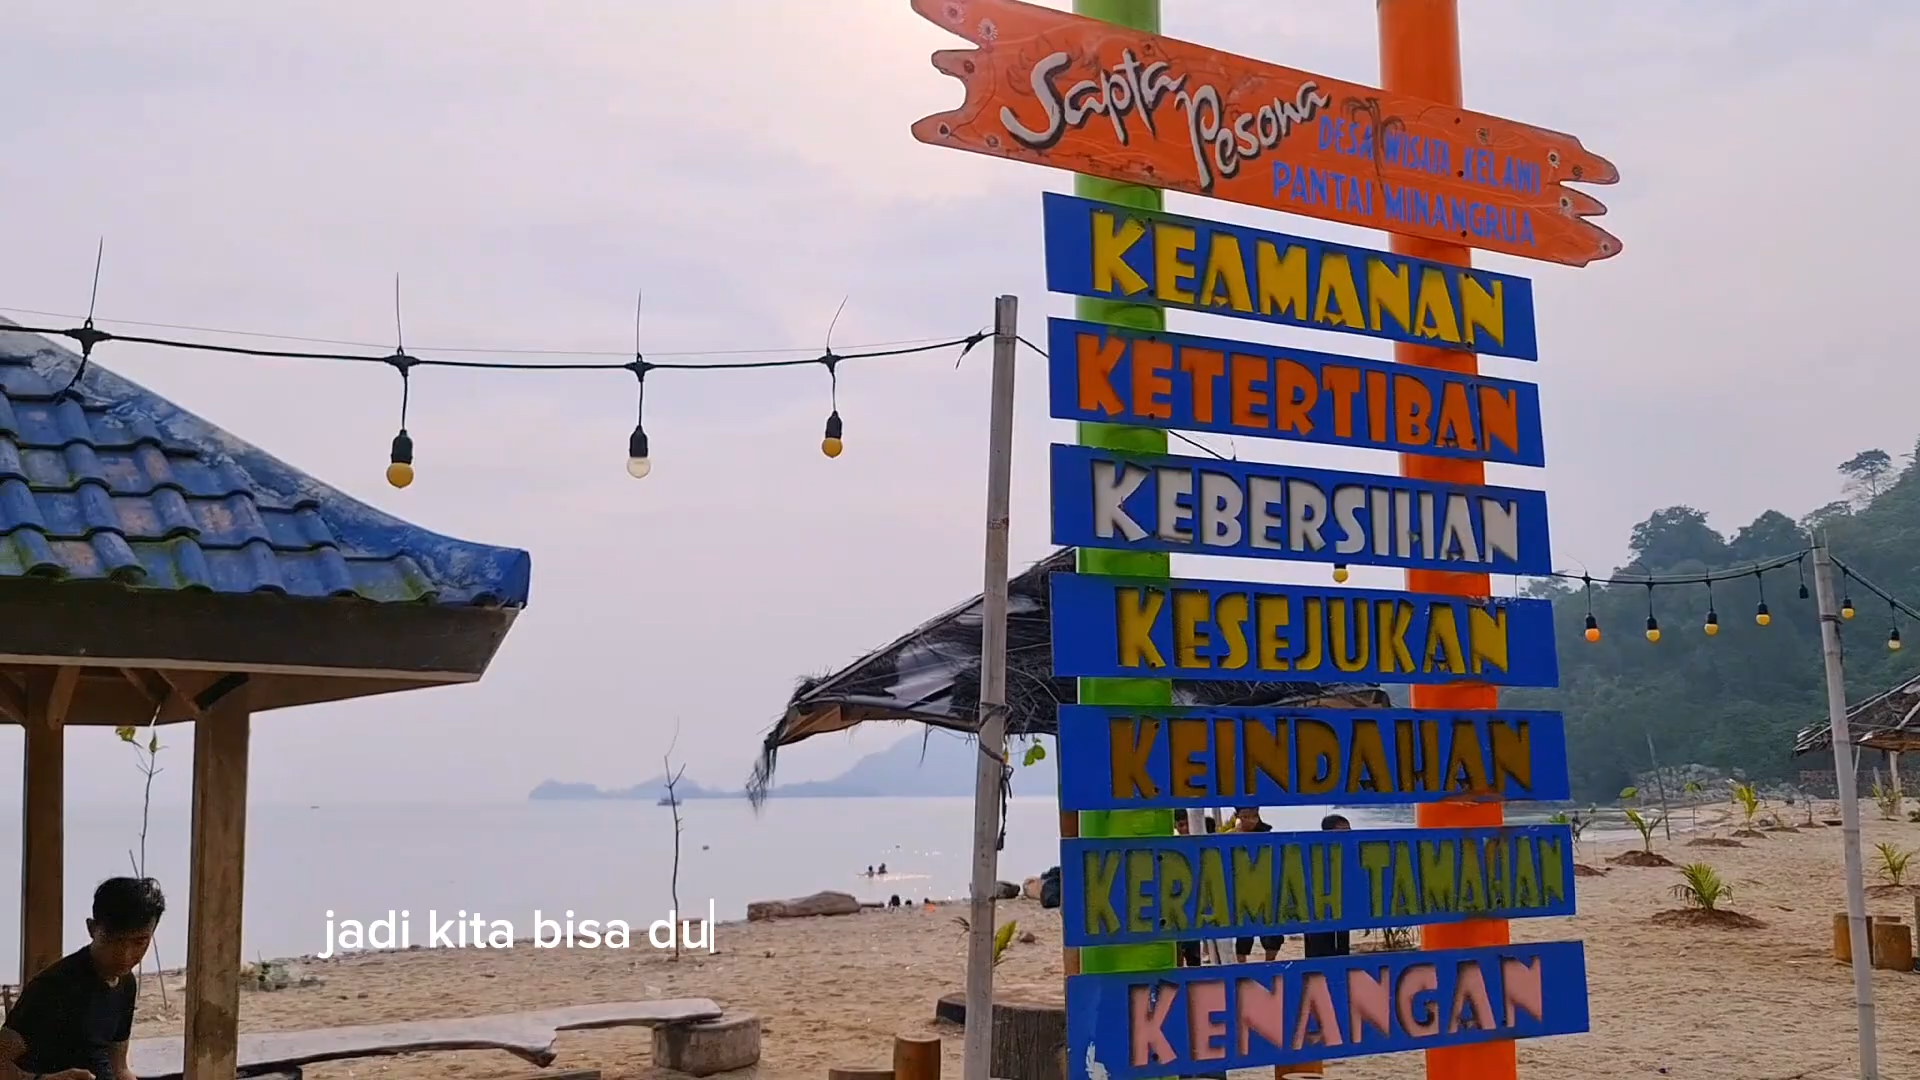 Sapta Pesona
DESA WISATA KELAWI
PANTAI MINANGRUA
KEAMANAN
KETERTIBAN
KEBERSIHAN
KESEJUKAN
KEINDAHAN
KERAMAH TAMAHAN
KENANGAN
jadi kita bisa du